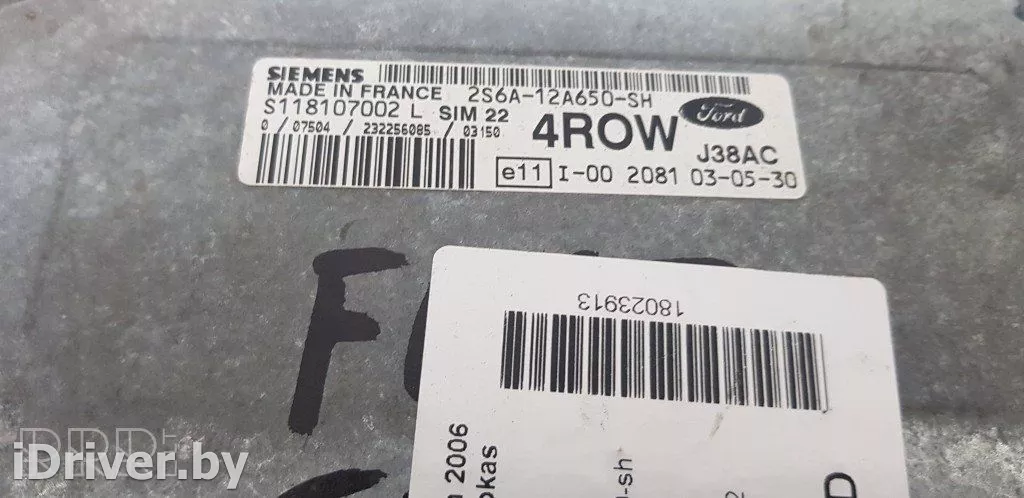 SIEMENS
MADE IN FRANCE 2S6A-12A650-SH
S118107002 L SIM 22
0 / 07504 / 232256085 / 03150
4ROW
Ford
J38AC
e11 I-00 2081 03-05-30
18023913
2006
-sh
D
iDriver.by